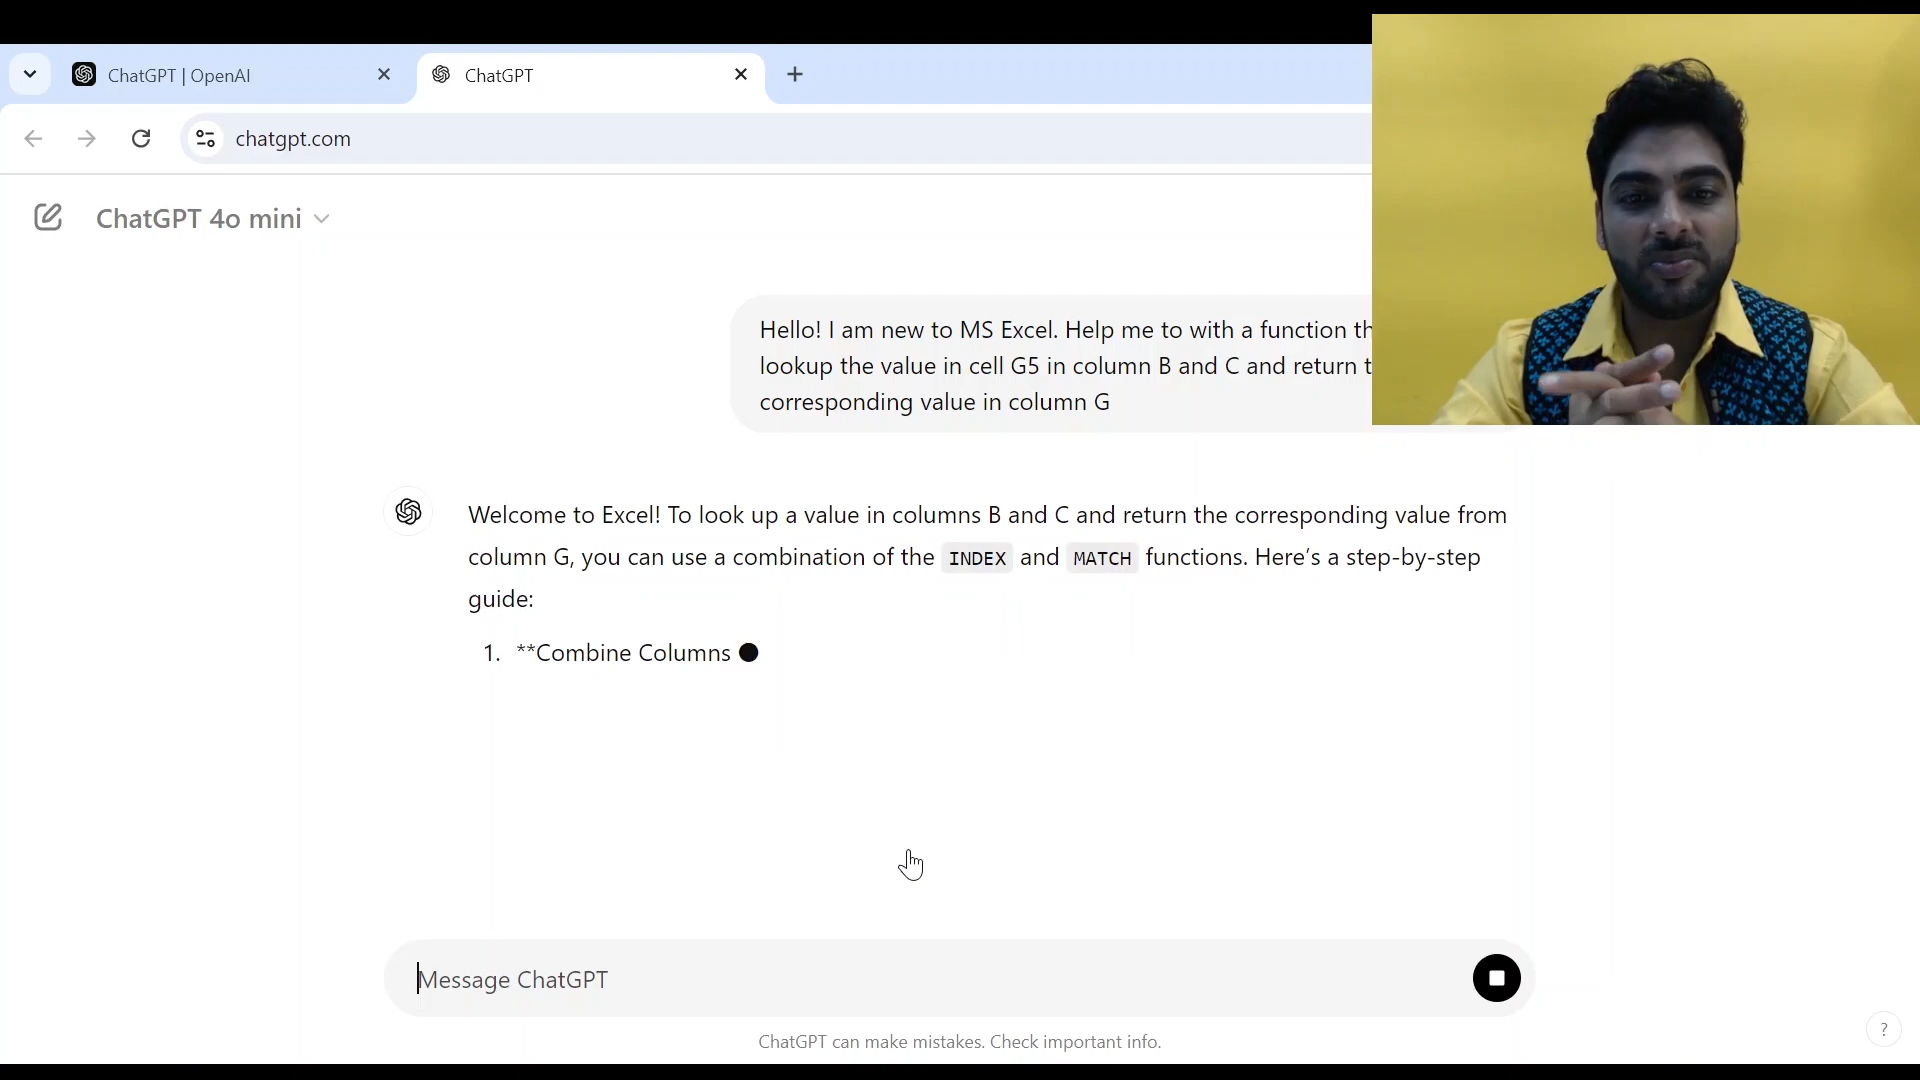 ChatGPT | OpenAI
ChatGPT
chatgpt.com
ChatGPT 4o mini
Hello! I am new to MS Excel. Help me to with a function th
lookup the value in cell G5 in column B and C and return t
corresponding value in column G
Welcome to Excel! To look up a value in columns B and C and return the corresponding value from
column G, you can use a combination of the INDEX and MATCH functions. Here’s a step-by-step
guide:
1. **Combine Columns
Message ChatGPT
ChatGPT can make mistakes. Check important info.
?